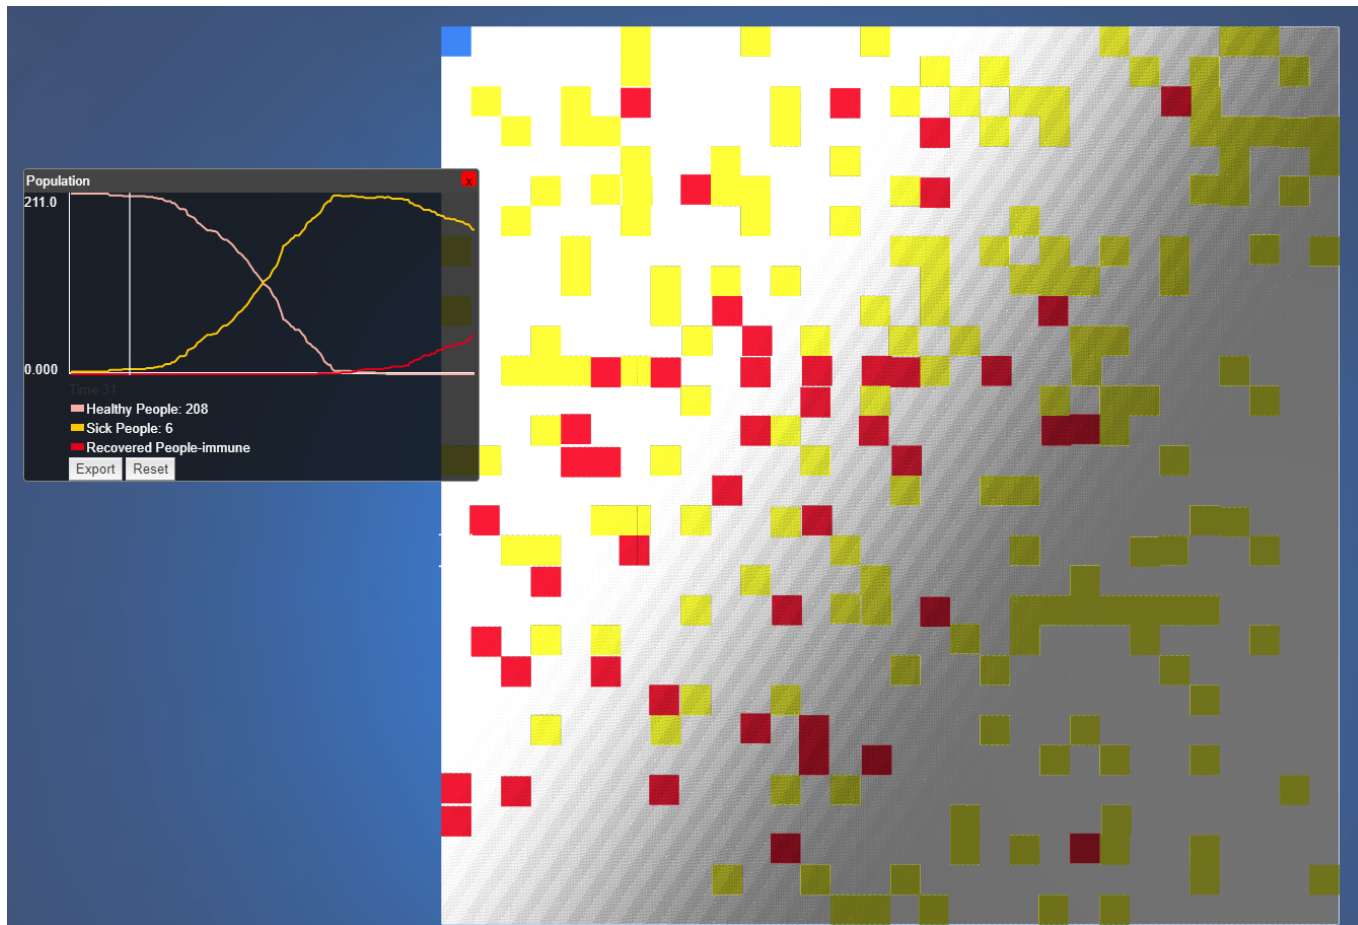 Population
x
211.0
0.000
Time:31
Healthy People: 208
Sick People: 6
Recovered People-immune
Export Reset